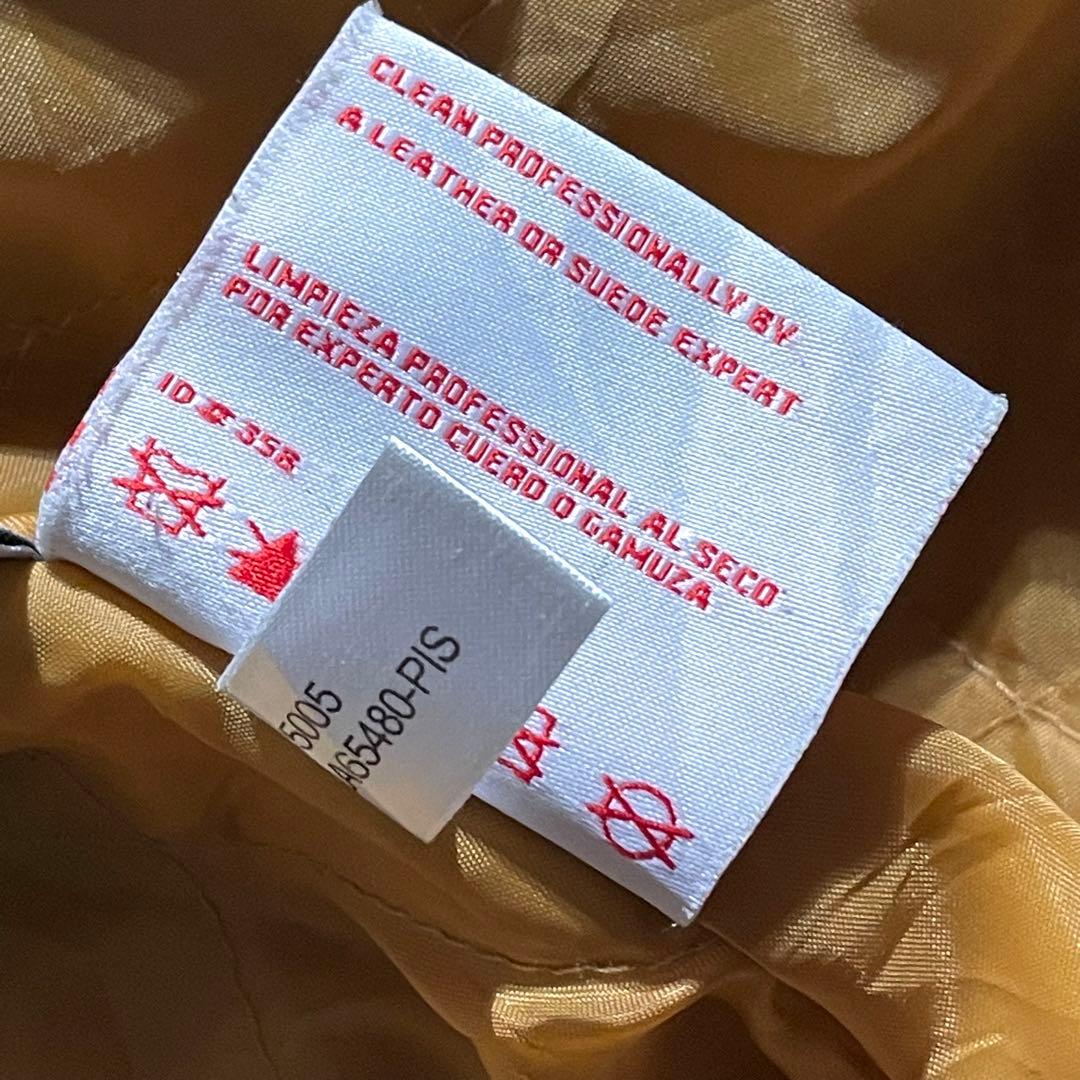 CLEAN PROFESSIONALLY BY
A LEATHER OR SUEDE EXPERT
LIMPIEZA PROFESSIONAL AL SECO
POR EXPERTO CUERO O GAMUZA
ID # 356
5005
A65480-PIS